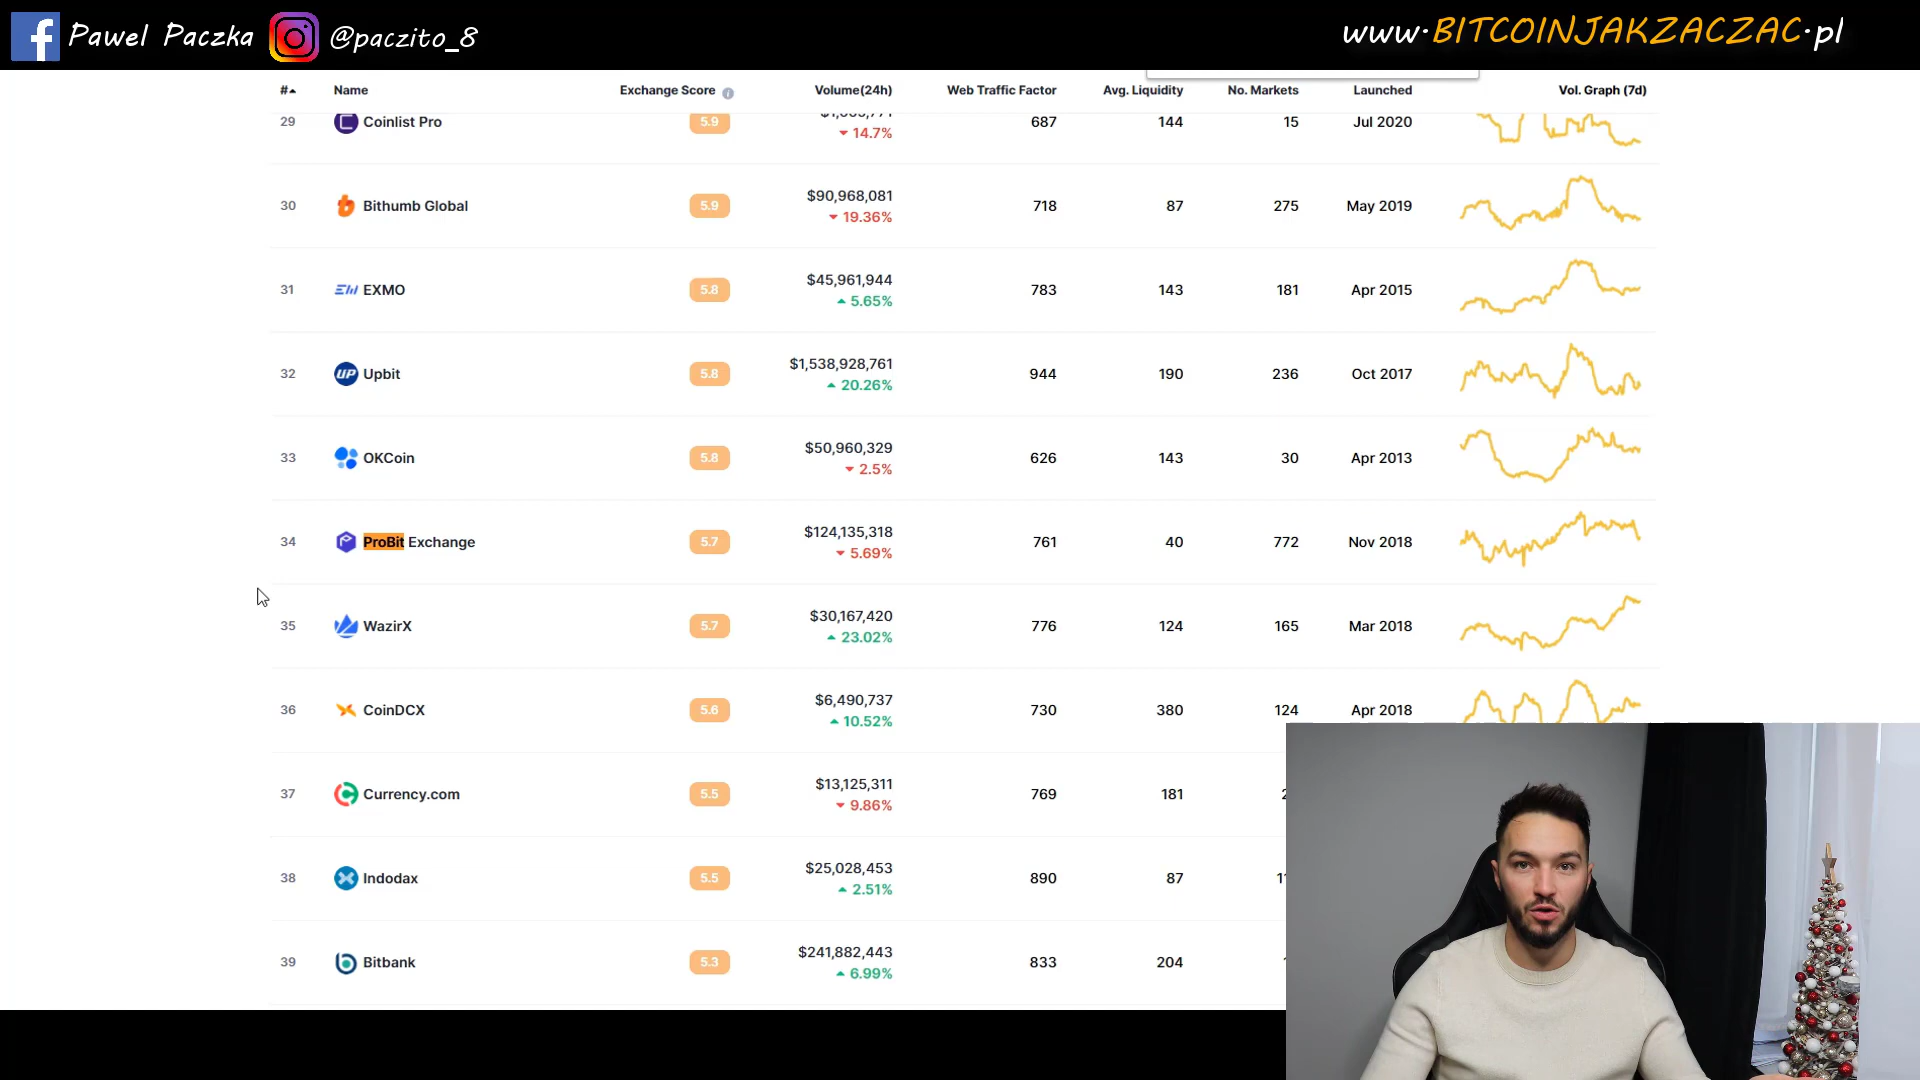 Pawel Paczka @paczito_8 www.BITCOINJAKZACZAC.pl
# Name Exchange Score Volume(24h) Web Traffic Factor Avg. Liquidity No. Markets Launched Vol. Graph (7d)
29 Coinlist Pro 5.9 687 144 15 Jul 2020
14.7%
30 Bithumb Global 5.9 $90,968,081 718 87 275 May 2019
19.36%
31 EXMO 5.8 $45,961,944 783 143 181 Apr 2015
5.65%
32 UP Upbit 5.8 $1,538,928,761 944 190 236 Oct 2017
20.26%
33 OKCoin 5.8 $50,960,329 626 143 30 Apr 2013
2.5%
34 ProBit Exchange 5.7 $124,135,318 761 40 772 Nov 2018
5.69%
35 WazirX 5.7 $30,167,420 776 124 165 Mar 2018
23.02%
36 CoinDCX 5.6 $6,490,737 730 380 124 Apr 2018
10.52%
37 Currency.com 5.5 $13,125,311 769 181
9.86%
38 Indodax 5.5 $25,028,453 890 87
2.51%
39 Bitbank 5.3 $241,882,443 833 204
6.99%